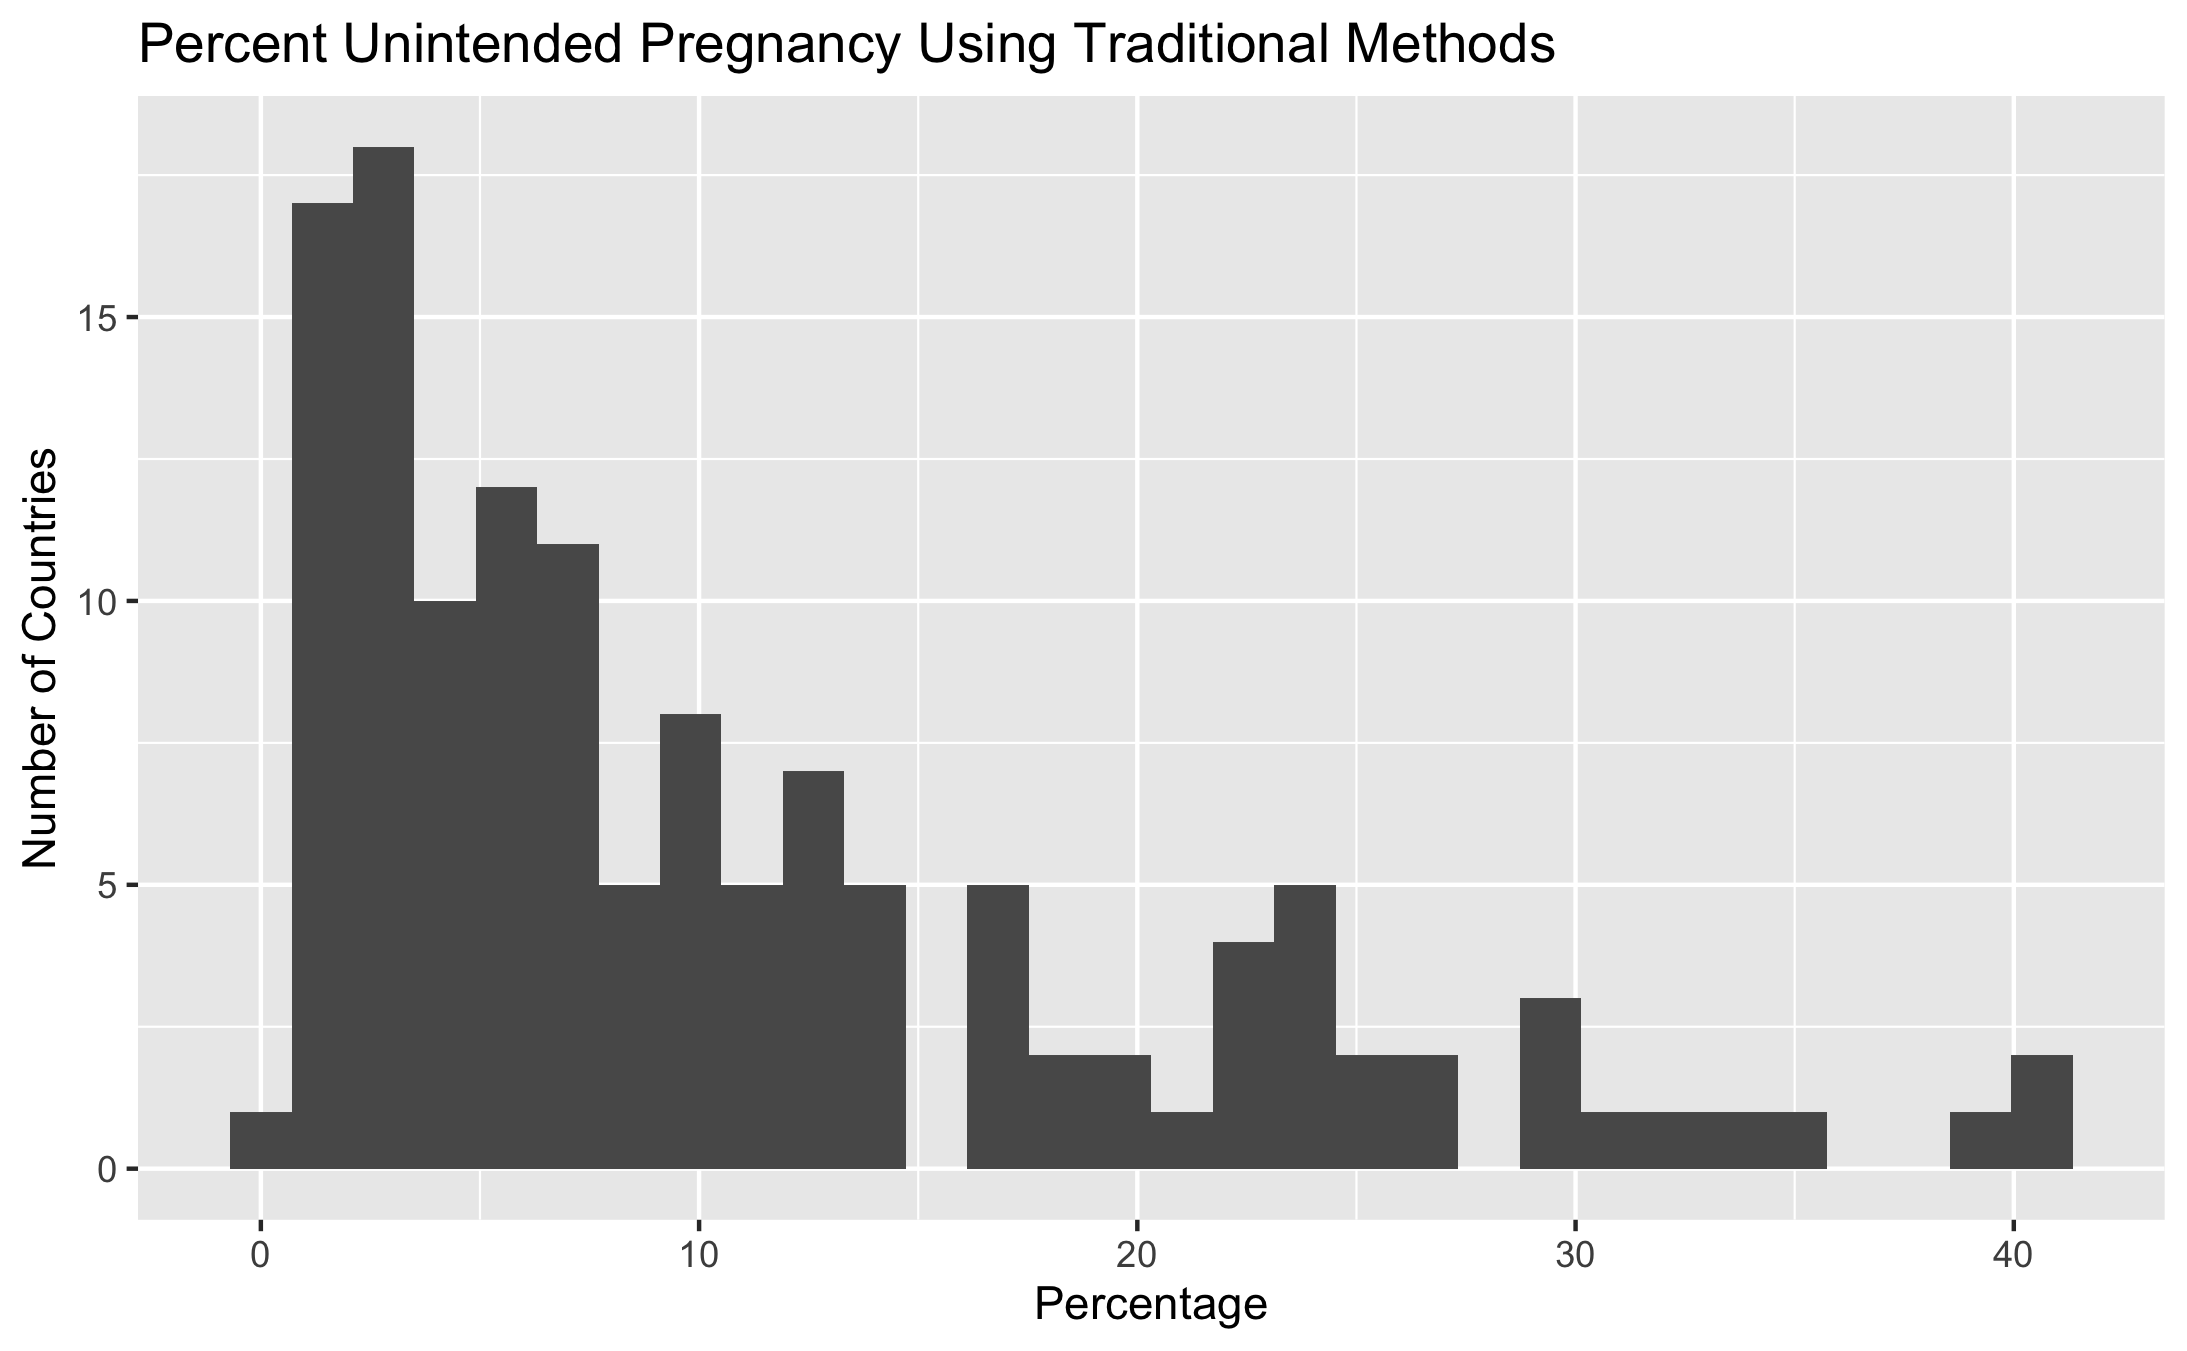 Percent Unintended Pregnancy Using Traditional Methods
Number of Countries
15
10
5
0
0 10 20 30 40
Percentage